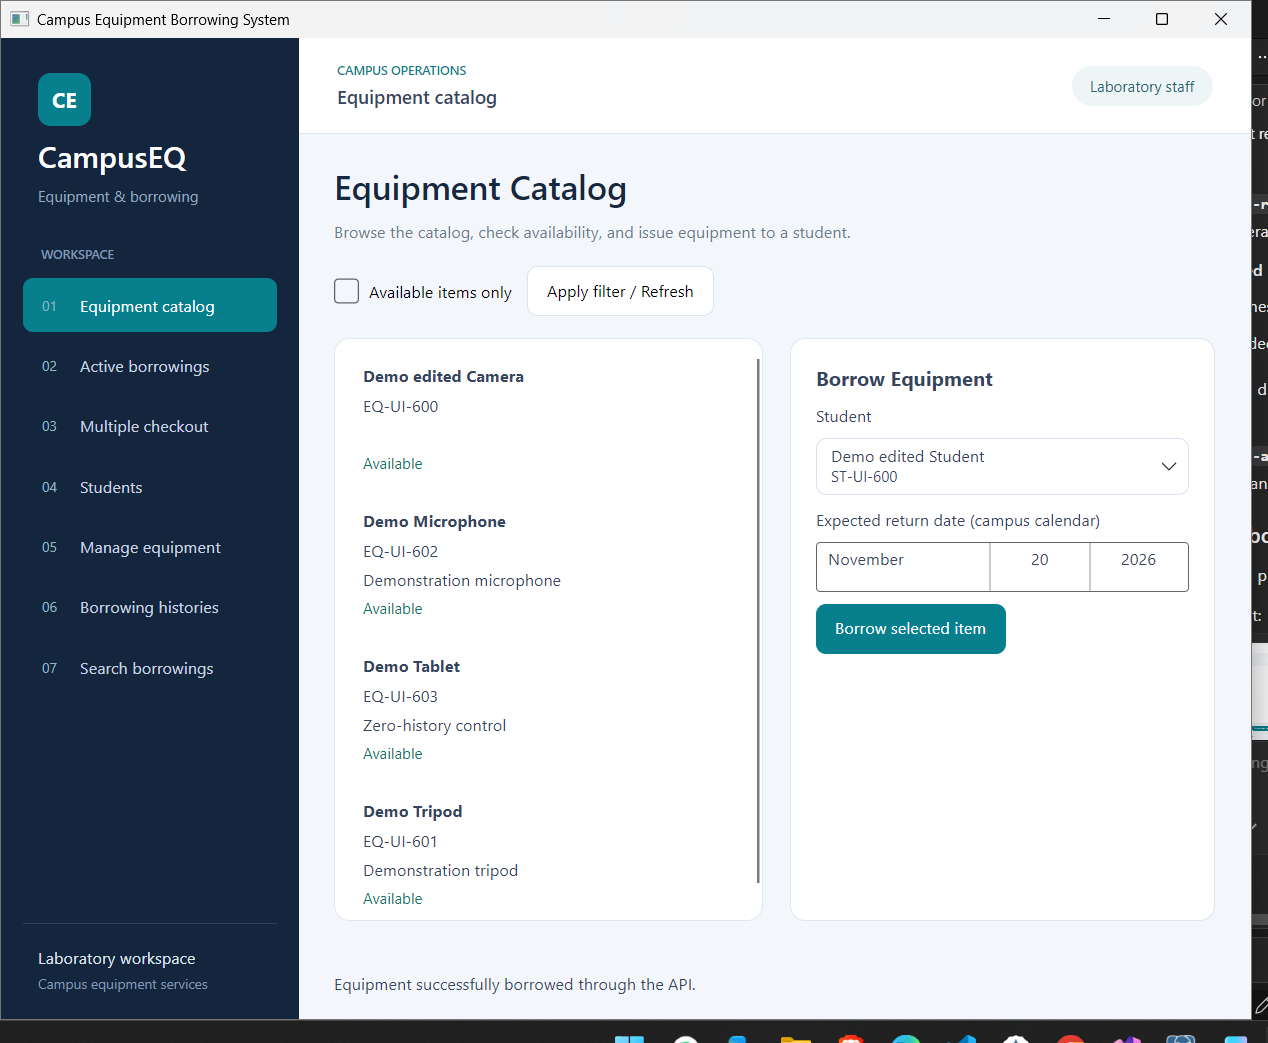 Campus Equipment Borrowing System
CE
CampusEQ
Equipment & borrowing
WORKSPACE
01 Equipment catalog
02 Active borrowings
03 Multiple checkout
04 Students
05 Manage equipment
06 Borrowing histories
07 Search borrowings
Laboratory workspace
Campus equipment services
CAMPUS OPERATIONS
Equipment catalog
Laboratory staff
Equipment Catalog
Browse the catalog, check availability, and issue equipment to a student.
Available items only
Apply filter / Refresh
Demo edited Camera
EQ-UI-600
Available
Demo Microphone
EQ-UI-602
Demonstration microphone
Available
Demo Tablet
EQ-UI-603
Zero-history control
Available
Demo Tripod
EQ-UI-601
Demonstration tripod
Available
Borrow Equipment
Student
Demo edited Student
ST-UI-600
Expected return date (campus calendar)
November 20 2026
Borrow selected item
Equipment successfully borrowed through the API.